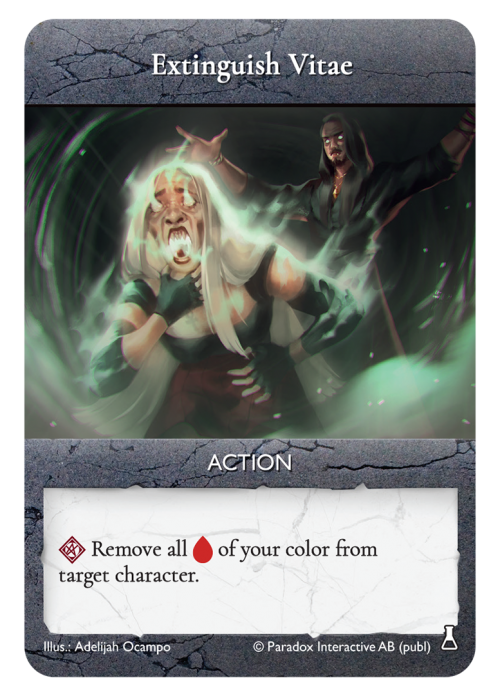 Extinguish Vitae
ACTION
Remove all of your color from
target character.
Illus.: Adelijah Ocampo © Paradox Interactive AB (publ)